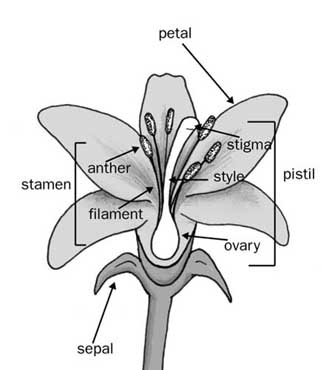 petal
stigma
anther
stamen
style
pistil
filament
ovary
sepal